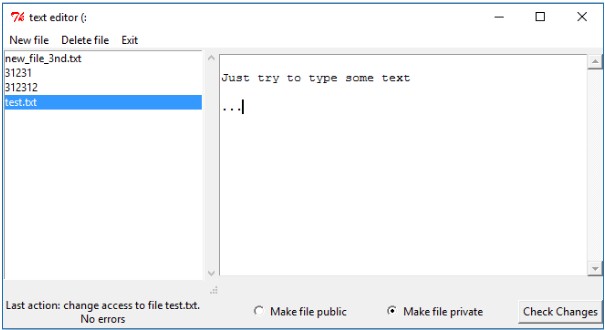 text editor (:
New file Delete file Exit
new_file_3nd.txt
31231
312312
test.txt
Just try to type some text
...
Last action: change access to file test.txt.
No errors
Make file public
Make file private
Check Changes